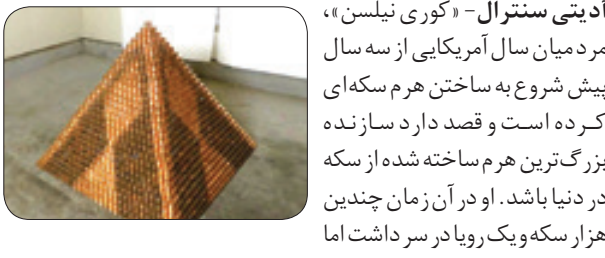 آدیتی سنترال- «کوری نیلسن»،
مرد میان سال آمریکایی از سه سال
پیش شروع به ساختن هرم سکه‌ای
کرده است و قصد دارد سازنده
بزرگ‌ترین هرم ساخته شده از سکه
در دنیا باشد. او در آن زمان چندین
هزار سکه و یک رویا در سر داشت اما